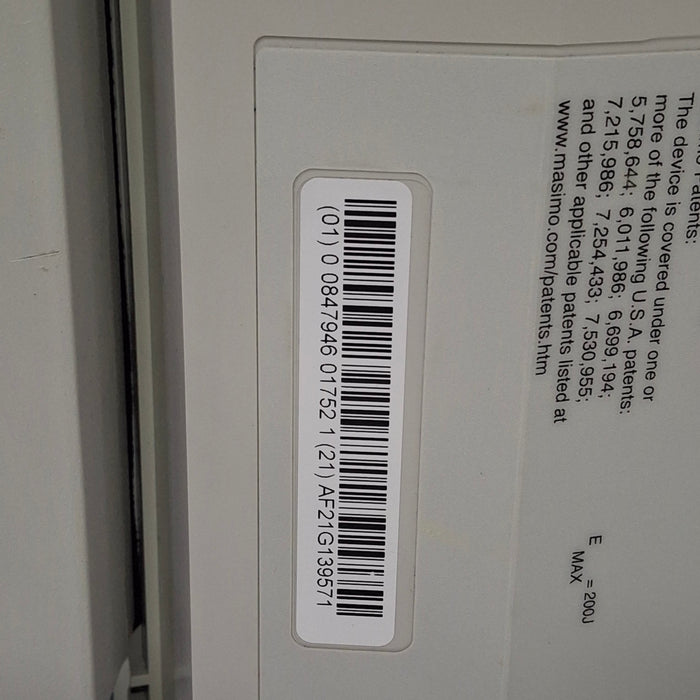 Patents:
The device is covered under one or
more of the following U.S.A. patents:
5,758,644; 6,011,986; 6,699,194;
7,215,986; 7,254,433; 7,530,955;
and other applicable patents listed at
www.masimo.com/patents.htm
E MAX = 200J
(01) 0 0847946 01752 1 (21) AF21G139571